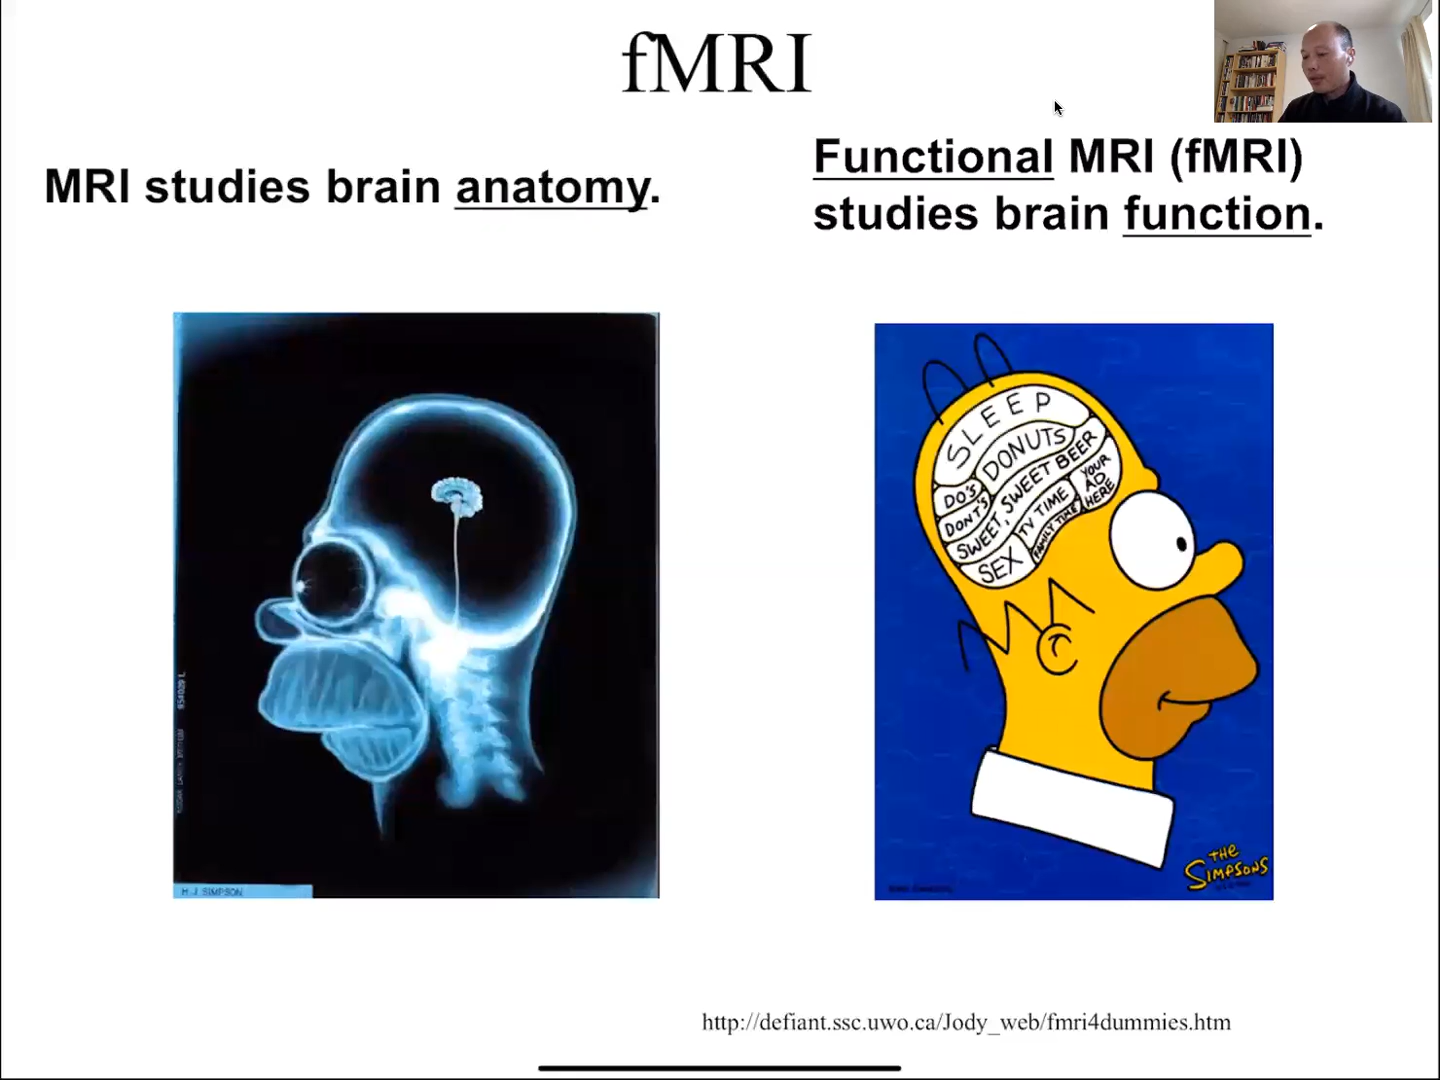 fMRI
MRI studies brain anatomy.
Functional MRI (fMRI)
studies brain function.
H J SIMPSON
SLEEP
DONUTS
DO'S
DONT'S
SWEET, SWEET BEER
YOUR
AD
HERE
TV TIME
FAMILY TIME
SEX
THE
SIMPSONS
http://defiant.ssc.uwo.ca/Jody_web/fmri4dummies.htm